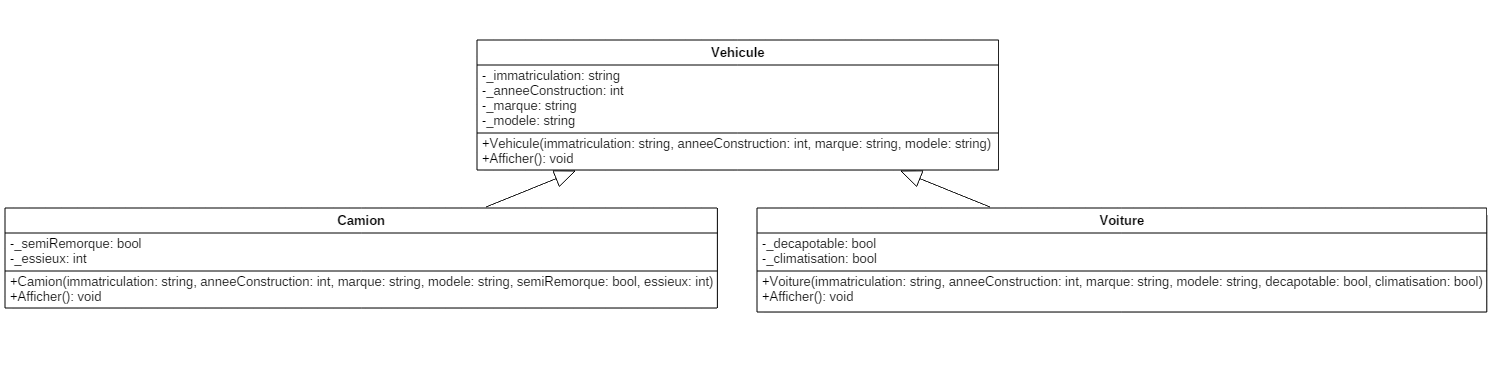 Vehicule
-_immatriculation: string
-_anneeConstruction: int
-_marque: string
-_modele: string
+Vehicule(immatriculation: string, anneeConstruction: int, marque: string, modele: string)
+Afficher(): void
Camion
-_semiRemorque: bool
-_essieux: int
+Camion(immatriculation: string, anneeConstruction: int, marque: string, modele: string, semiRemorque: bool, essieux: int)
+Afficher(): void
Voiture
-_decapotable: bool
-_climatisation: bool
+Voiture(immatriculation: string, anneeConstruction: int, marque: string, modele: string, decapotable: bool, climatisation: bool)
+Afficher(): void